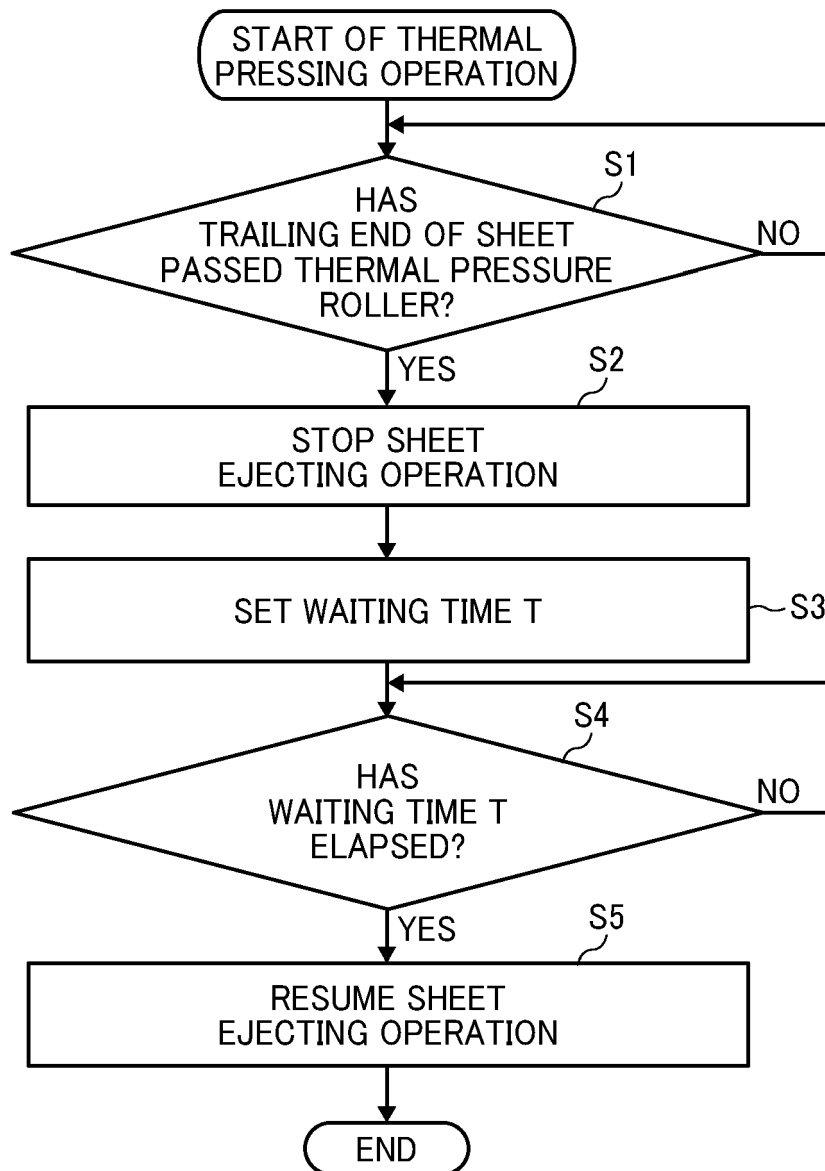 START OF THERMAL
PRESSING OPERATION
S1
HAS
TRAILING END OF SHEET
PASSED THERMAL PRESSURE
ROLLER?
NO
YES
S2
STOP SHEET
EJECTING OPERATION
SET WAITING TIME T
S3
S4
HAS
WAITING TIME T
ELAPSED?
NO
YES
S5
RESUME SHEET
EJECTING OPERATION
END